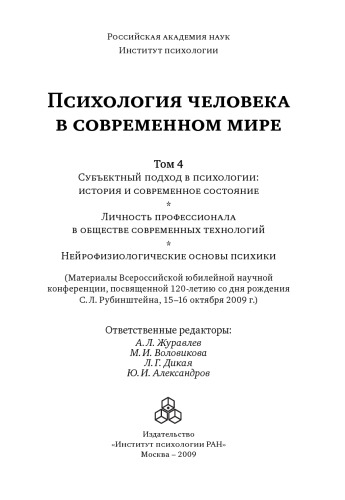 Российская академия наук
Институт психологии
Психология человека
в современном мире
Том 4
Субъектный подход в психологии:
история и современное состояние
*
Личность профессионала
в обществе современных технологий
*
Нейрофизиологические основы психики
(Материалы Всероссийской юбилейной научной
конференции, посвященной 120-летию со дня рождения
С. Л. Рубинштейна, 15–16 октября 2009 г.)
Ответственные редакторы:
А. Л. Журавлев
М. И. Воловикова
Л. Г. Дикая
Ю. И. Александров
Издательство
«Институт психологии РАН»
Москва – 2009